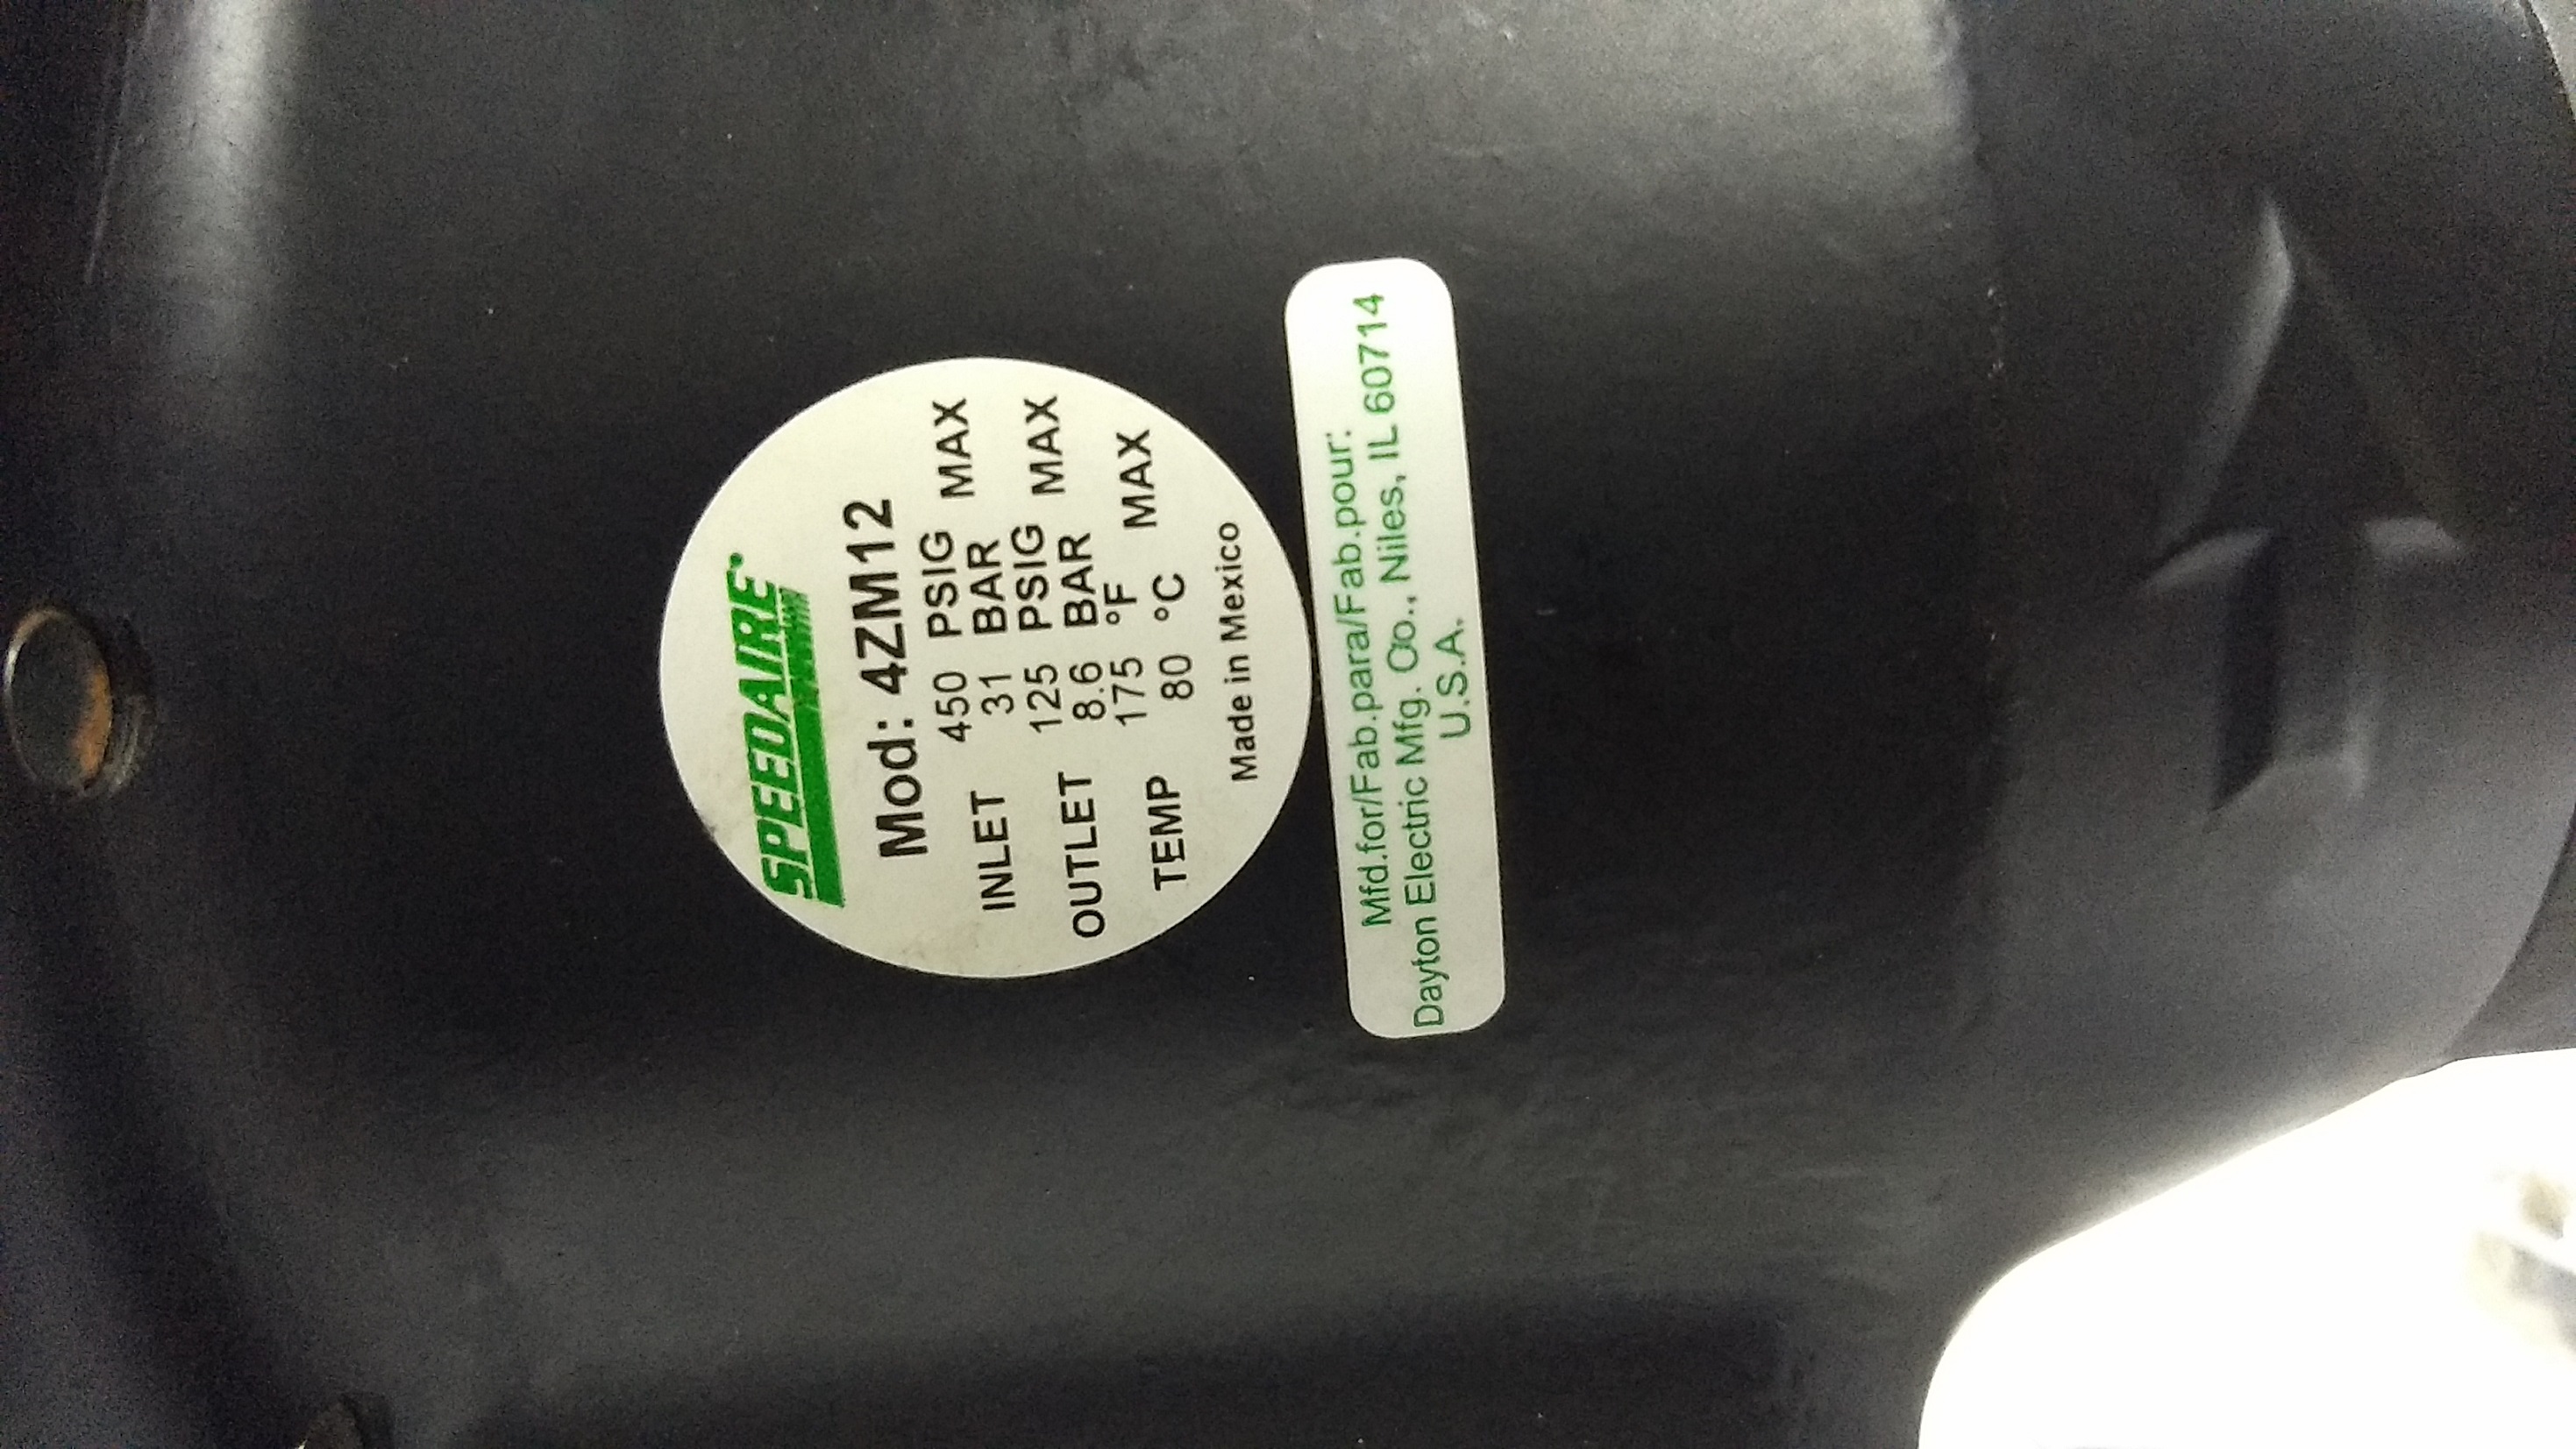 SPEEDAIRE
Mod: 4ZM12
INLET 450 PSIG MAX
31 BAR
OUTLET 125 PSIG MAX
8.6 BAR
TEMP 175 °F MAX
80 °C
Made in Mexico
Mfd.for/Fab.para/Fab.pour:
Dayton Electric Mfg. Co., Niles, IL 60714
U.S.A.